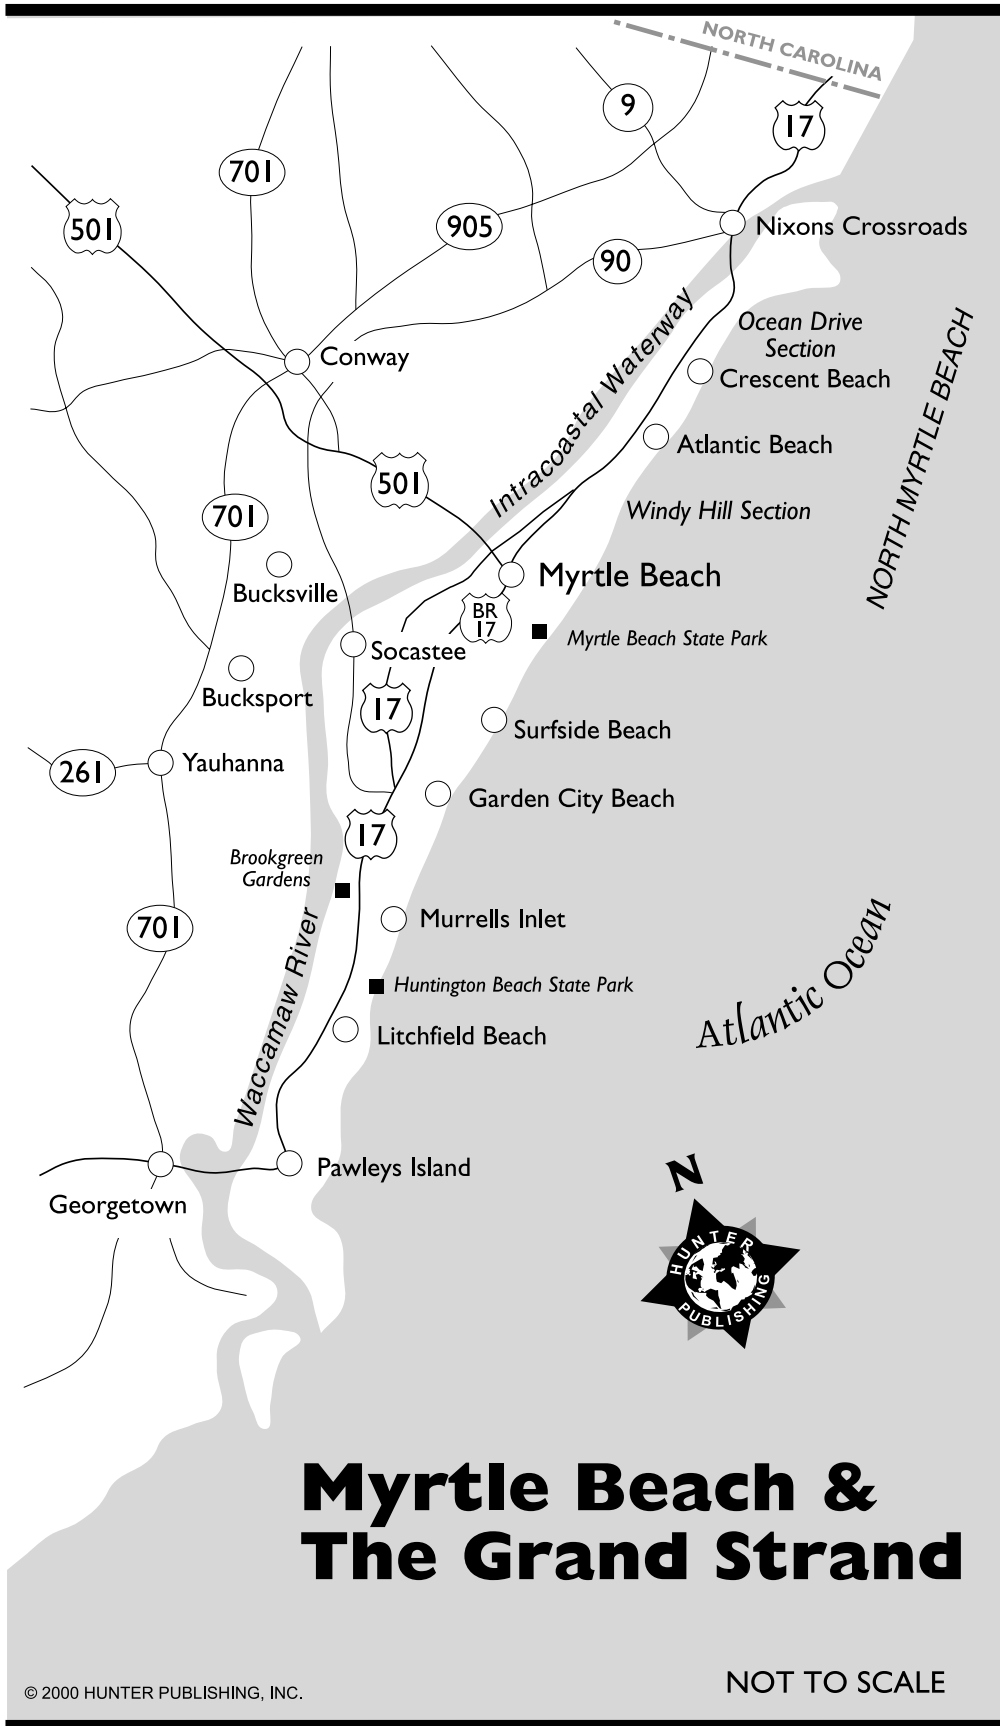 NORTH CAROLINA
9
17
701
501
905
90
Nixons Crossroads
Ocean Drive
Section
Crescent Beach
Conway
Intracoastal Waterway
NORTH MYRTLE BEACH
Atlantic Beach
501
701
Windy Hill Section
Myrtle Beach
Bucksville
BR
17
Myrtle Beach State Park
Socastee
Bucksport
17
Surfside Beach
261
Yauhanna
Garden City Beach
17
Brookgreen
Gardens
701
Murrells Inlet
Waccamaw River
Huntington Beach State Park
Litchfield Beach
Atlantic Ocean
Pawleys Island
Georgetown
N
HUNTER
PUBLISHING
Myrtle Beach &
The Grand Strand
NOT TO SCALE
© 2000 HUNTER PUBLISHING, INC.